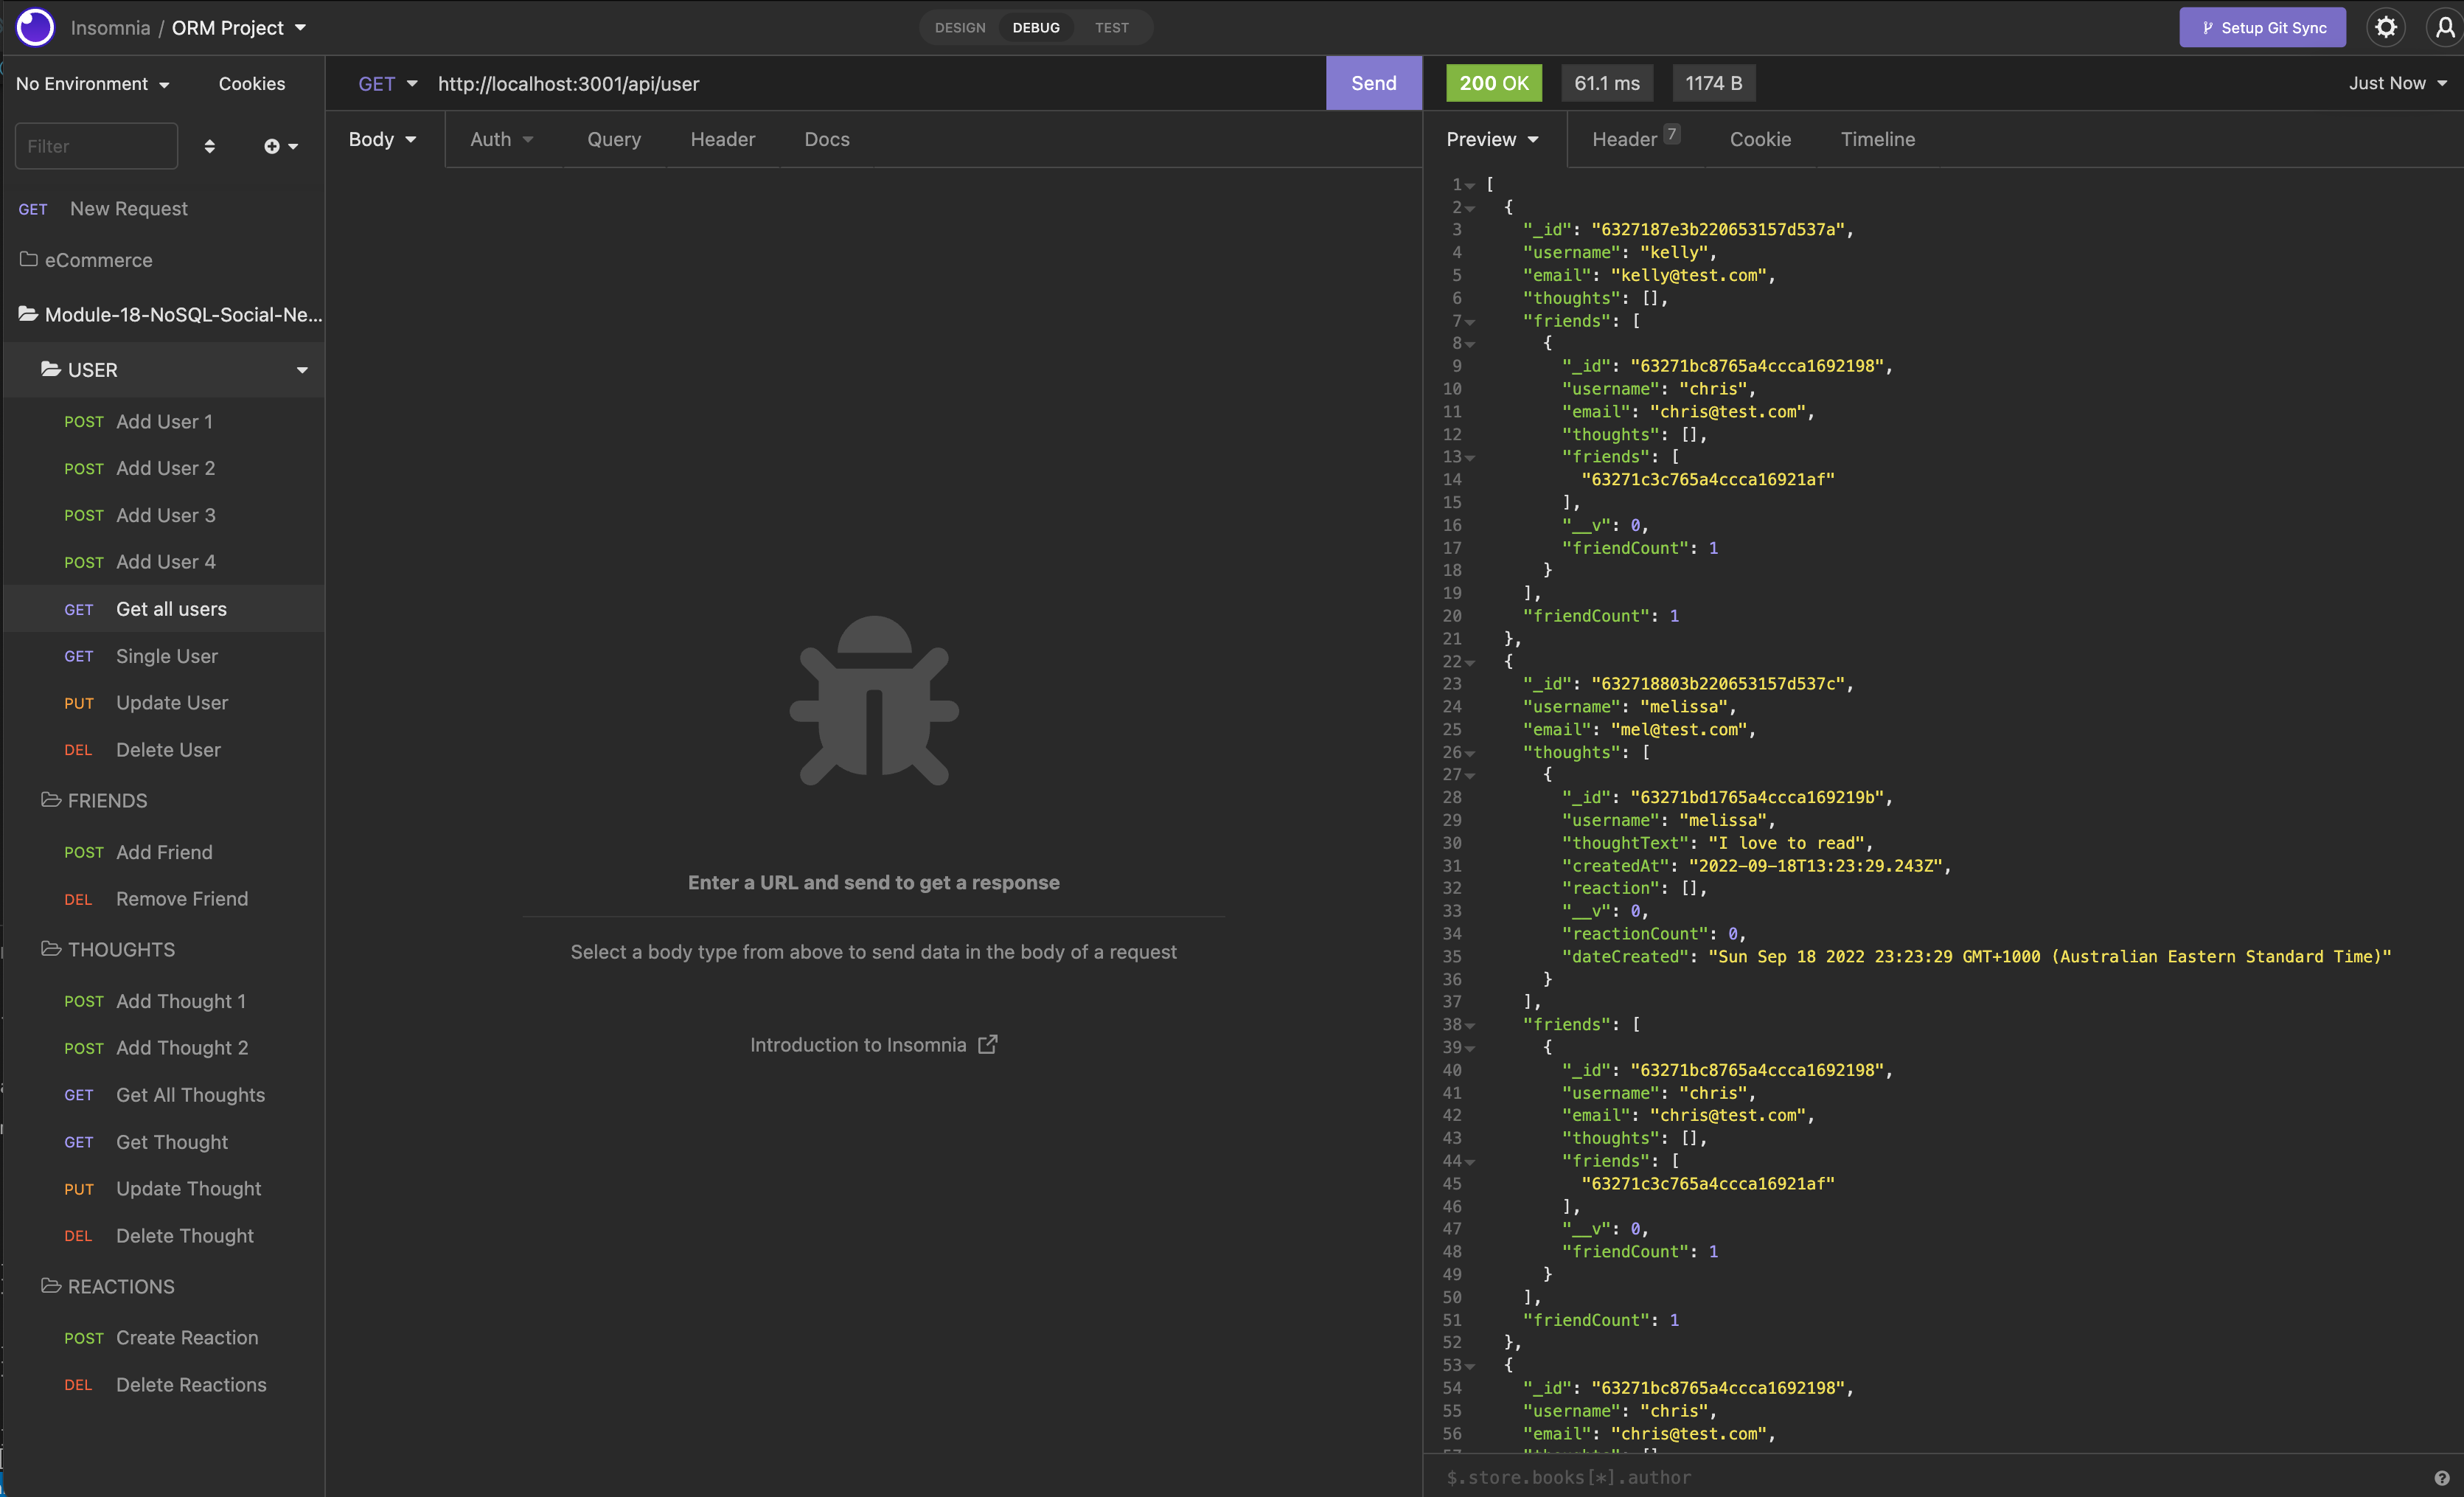 Insomnia / ORM Project
DESIGN DEBUG TEST
Setup Git Sync
No Environment Cookies
GET http://localhost:3001/api/user Send
200 OK 61.1 ms 1174 B Just Now
Filter
Body Auth Query Header Docs
Preview Header 7 Cookie Timeline
GET New Request
eCommerce
Module-18-NoSQL-Social-Ne...
USER
POST Add User 1
POST Add User 2
POST Add User 3
POST Add User 4
GET Get all users
GET Single User
PUT Update User
DEL Delete User
FRIENDS
POST Add Friend
DEL Remove Friend
THOUGHTS
POST Add Thought 1
POST Add Thought 2
GET Get All Thoughts
GET Get Thought
PUT Update Thought
DEL Delete Thought
REACTIONS
POST Create Reaction
DEL Delete Reactions
Enter a URL and send to get a response
Select a body type from above to send data in the body of a request
Introduction to Insomnia
1 [
2 {
3 "_id": "6327187e3b220653157d537a",
4 "username": "kelly",
5 "email": "kelly@test.com",
6 "thoughts": [],
7 "friends": [
8 {
9 "_id": "63271bc8765a4ccca1692198",
10 "username": "chris",
11 "email": "chris@test.com",
12 "thoughts": [],
13 "friends": [
14 "63271c3c765a4ccca16921af"
15 ],
16 "__v": 0,
17 "friendCount": 1
18 }
19 ],
20 "friendCount": 1
21 },
22 {
23 "_id": "632718803b220653157d537c",
24 "username": "melissa",
25 "email": "mel@test.com",
26 "thoughts": [
27 {
28 "_id": "63271bd1765a4ccca169219b",
29 "username": "melissa",
30 "thoughtText": "I love to read",
31 "createdAt": "2022-09-18T13:23:29.243Z",
32 "reaction": [],
33 "__v": 0,
34 "reactionCount": 0,
35 "dateCreated": "Sun Sep 18 2022 23:23:29 GMT+1000 (Australian Eastern Standard Time)"
36 }
37 ],
38 "friends": [
39 {
40 "_id": "63271bc8765a4ccca1692198",
41 "username": "chris",
42 "email": "chris@test.com",
43 "thoughts": [],
44 "friends": [
45 "63271c3c765a4ccca16921af"
46 ],
47 "__v": 0,
48 "friendCount": 1
49 }
50 ],
51 "friendCount": 1
52 },
53 {
54 "_id": "63271bc8765a4ccca1692198",
55 "username": "chris",
56 "email": "chris@test.com",
$.store.books[*].author